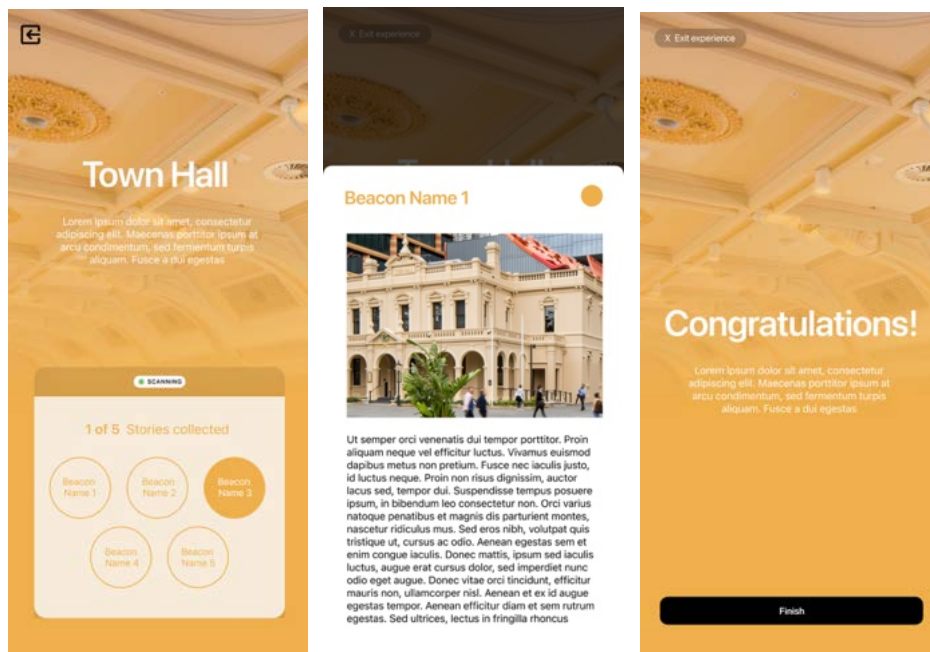 Town Hall
Lorem ipsum dolor sit amet, consectetur
adipiscing elit. Maecenas porttitor ipsum at
arcu condimentum, sed fermentum turpis
aliquam. Fusce a dui egestas
SCANNING
1 of 5 Stories collected
Beacon
Name 1
Beacon
Name 2
Beacon
Name 3
Beacon
Name 4
Beacon
Name 5
X Exit experience
Town Hall
Beacon Name 1
Ut semper orci venenatis dui tempor porttitor. Proin
aliquam neque vel efficitur luctus. Vivamus euismod
dapibus metus non pretium. Fusce nec iaculis justo,
id luctus neque. Proin non risus dignissim, auctor
lacus sed, tempor dui. Suspendisse tempus posuere
ipsum, in bibendum leo consectetur non. Orci varius
natoque penatibus et magnis dis parturient montes,
nascetur ridiculus mus. Sed eros nibh, volutpat quis
tristique ut, cursus ac odio. Aenean egestas sem et
enim congue iaculis. Donec mattis, ipsum sed iaculis
luctus, augue erat cursus dolor, sed imperdiet nunc
odio eget augue. Donec vitae orci tincidunt, efficitur
mauris non, ullamcorper nisl. Aenean et ex id augue
egestas tempor. Aenean efficitur diam et sem rutrum
egestas. Sed ultrices, lectus in fringilla rhoncus
X Exit experience
Congratulations!
Lorem ipsum dolor sit amet, consectetur
adipiscing elit. Maecenas porttitor ipsum at
arcu condimentum, sed fermentum turpis
aliquam. Fusce a dui egestas
Finish